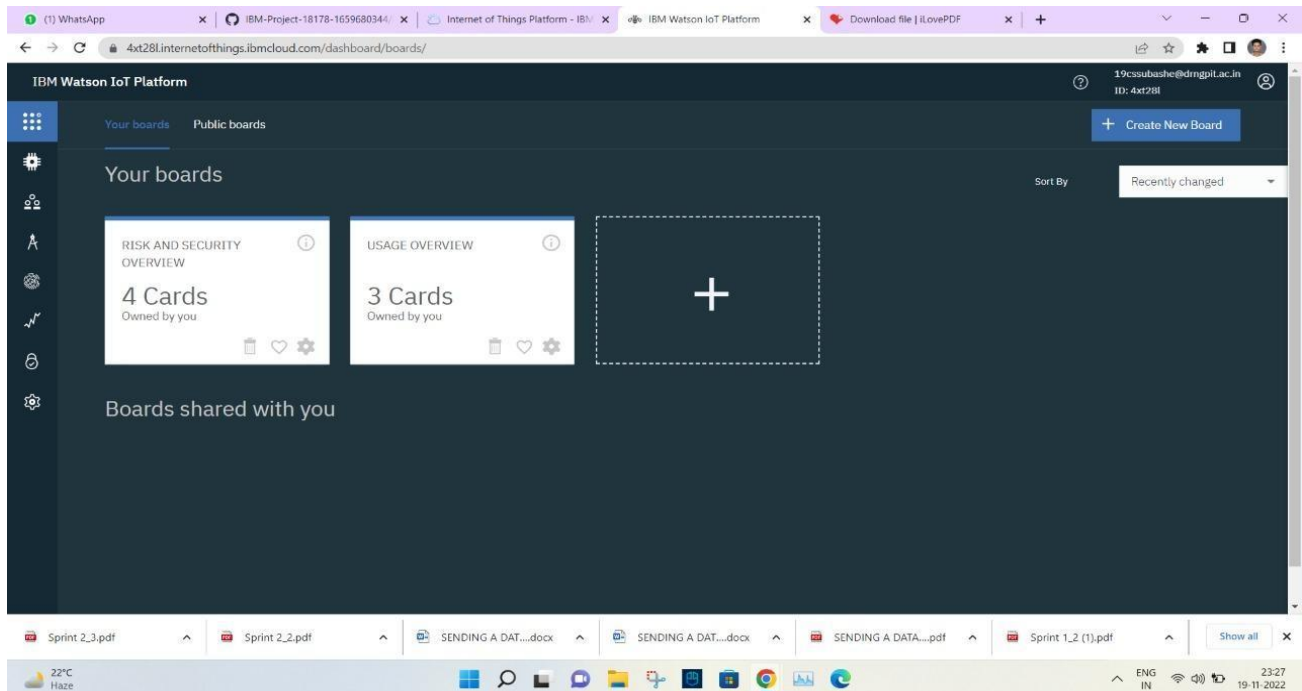 (1) WhatsApp
IBM-Project-18178-1659680344/
Internet of Things Platform - IBM
IBM Watson IoT Platform
Download file | iLovePDF
4xt28l.internetofthings.ibmcloud.com/dashboard/boards/
IBM Watson IoT Platform
19cssubashe@drngpit.ac.in
ID: 4xt28l
Your boards
Public boards
+ Create New Board
Your boards
Sort By
Recently changed
RISK AND SECURITY
OVERVIEW
4 Cards
Owned by you
USAGE OVERVIEW
3 Cards
Owned by you
Boards shared with you
Sprint 2_3.pdf
Sprint 2_2.pdf
SENDING A DAT....docx
SENDING A DAT....docx
SENDING A DATA....pdf
Sprint 1_2 (1).pdf
Show all
22°C
Haze
ENG
IN
23:27
19-11-2022